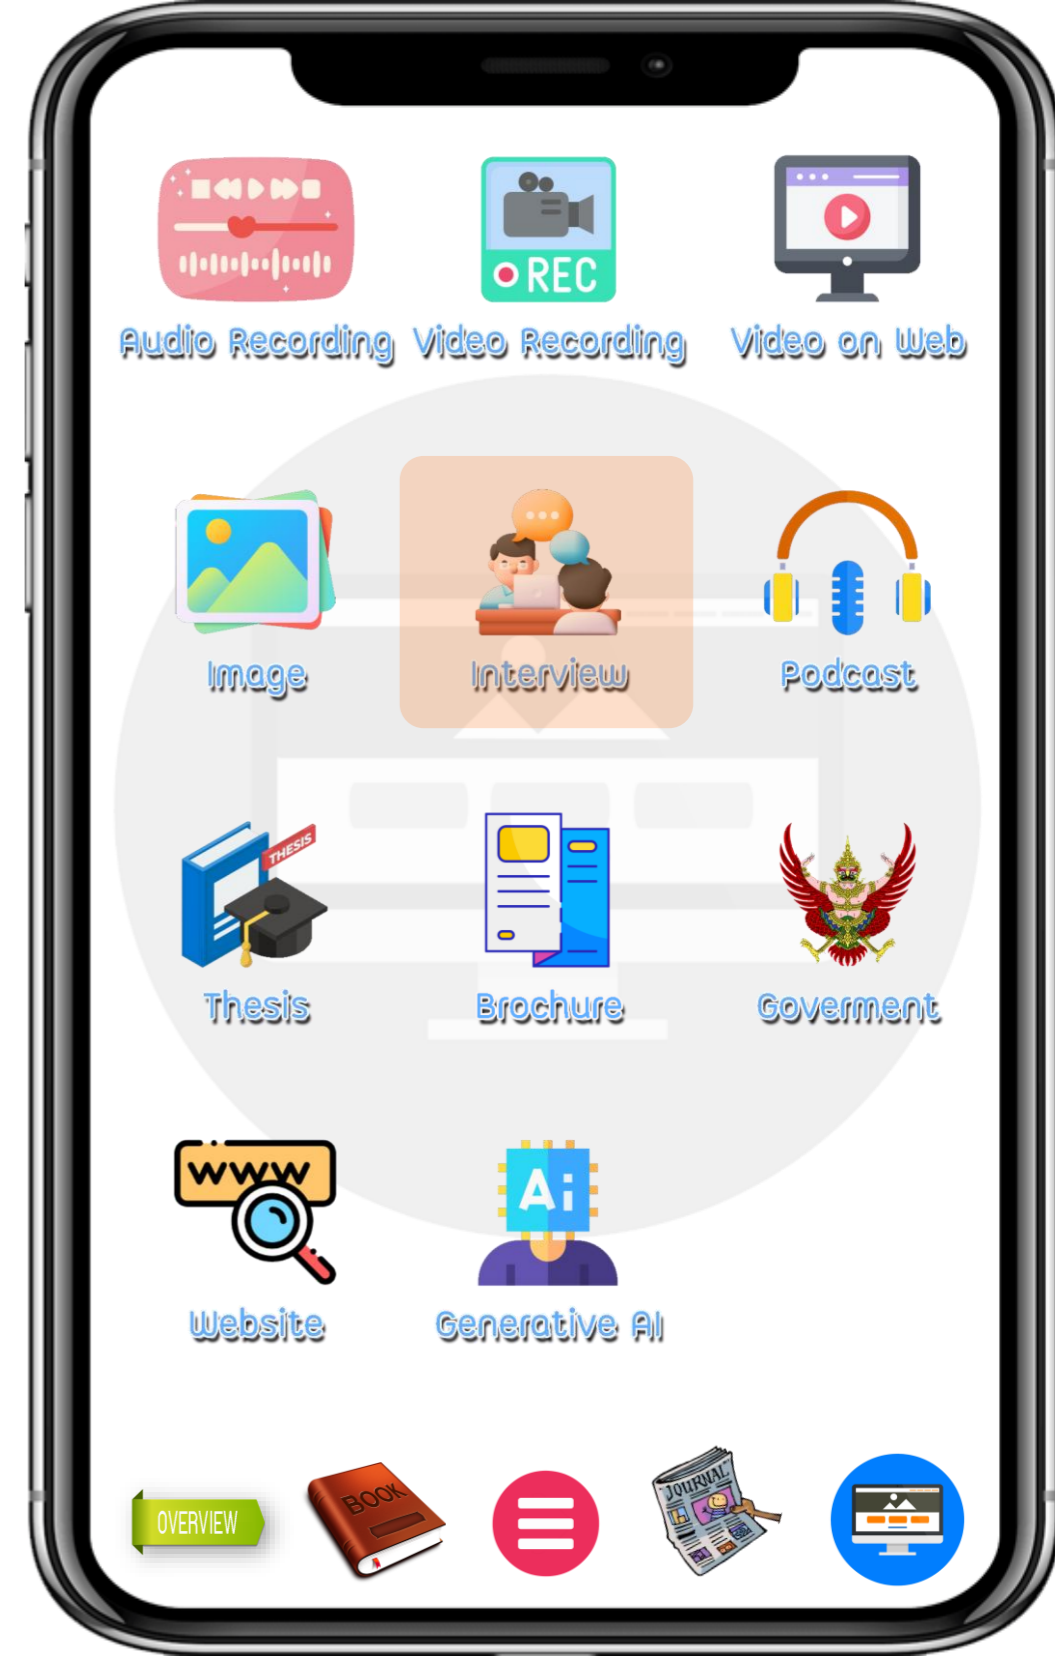 REC
Audio Recording
Video Recording
Video on Web
Image
Interview
Podcast
THESIS
Thesis
Brochure
Goverment
www
Ai
Website
Generative AI
OVERVIEW
BOOK
JOURNAL